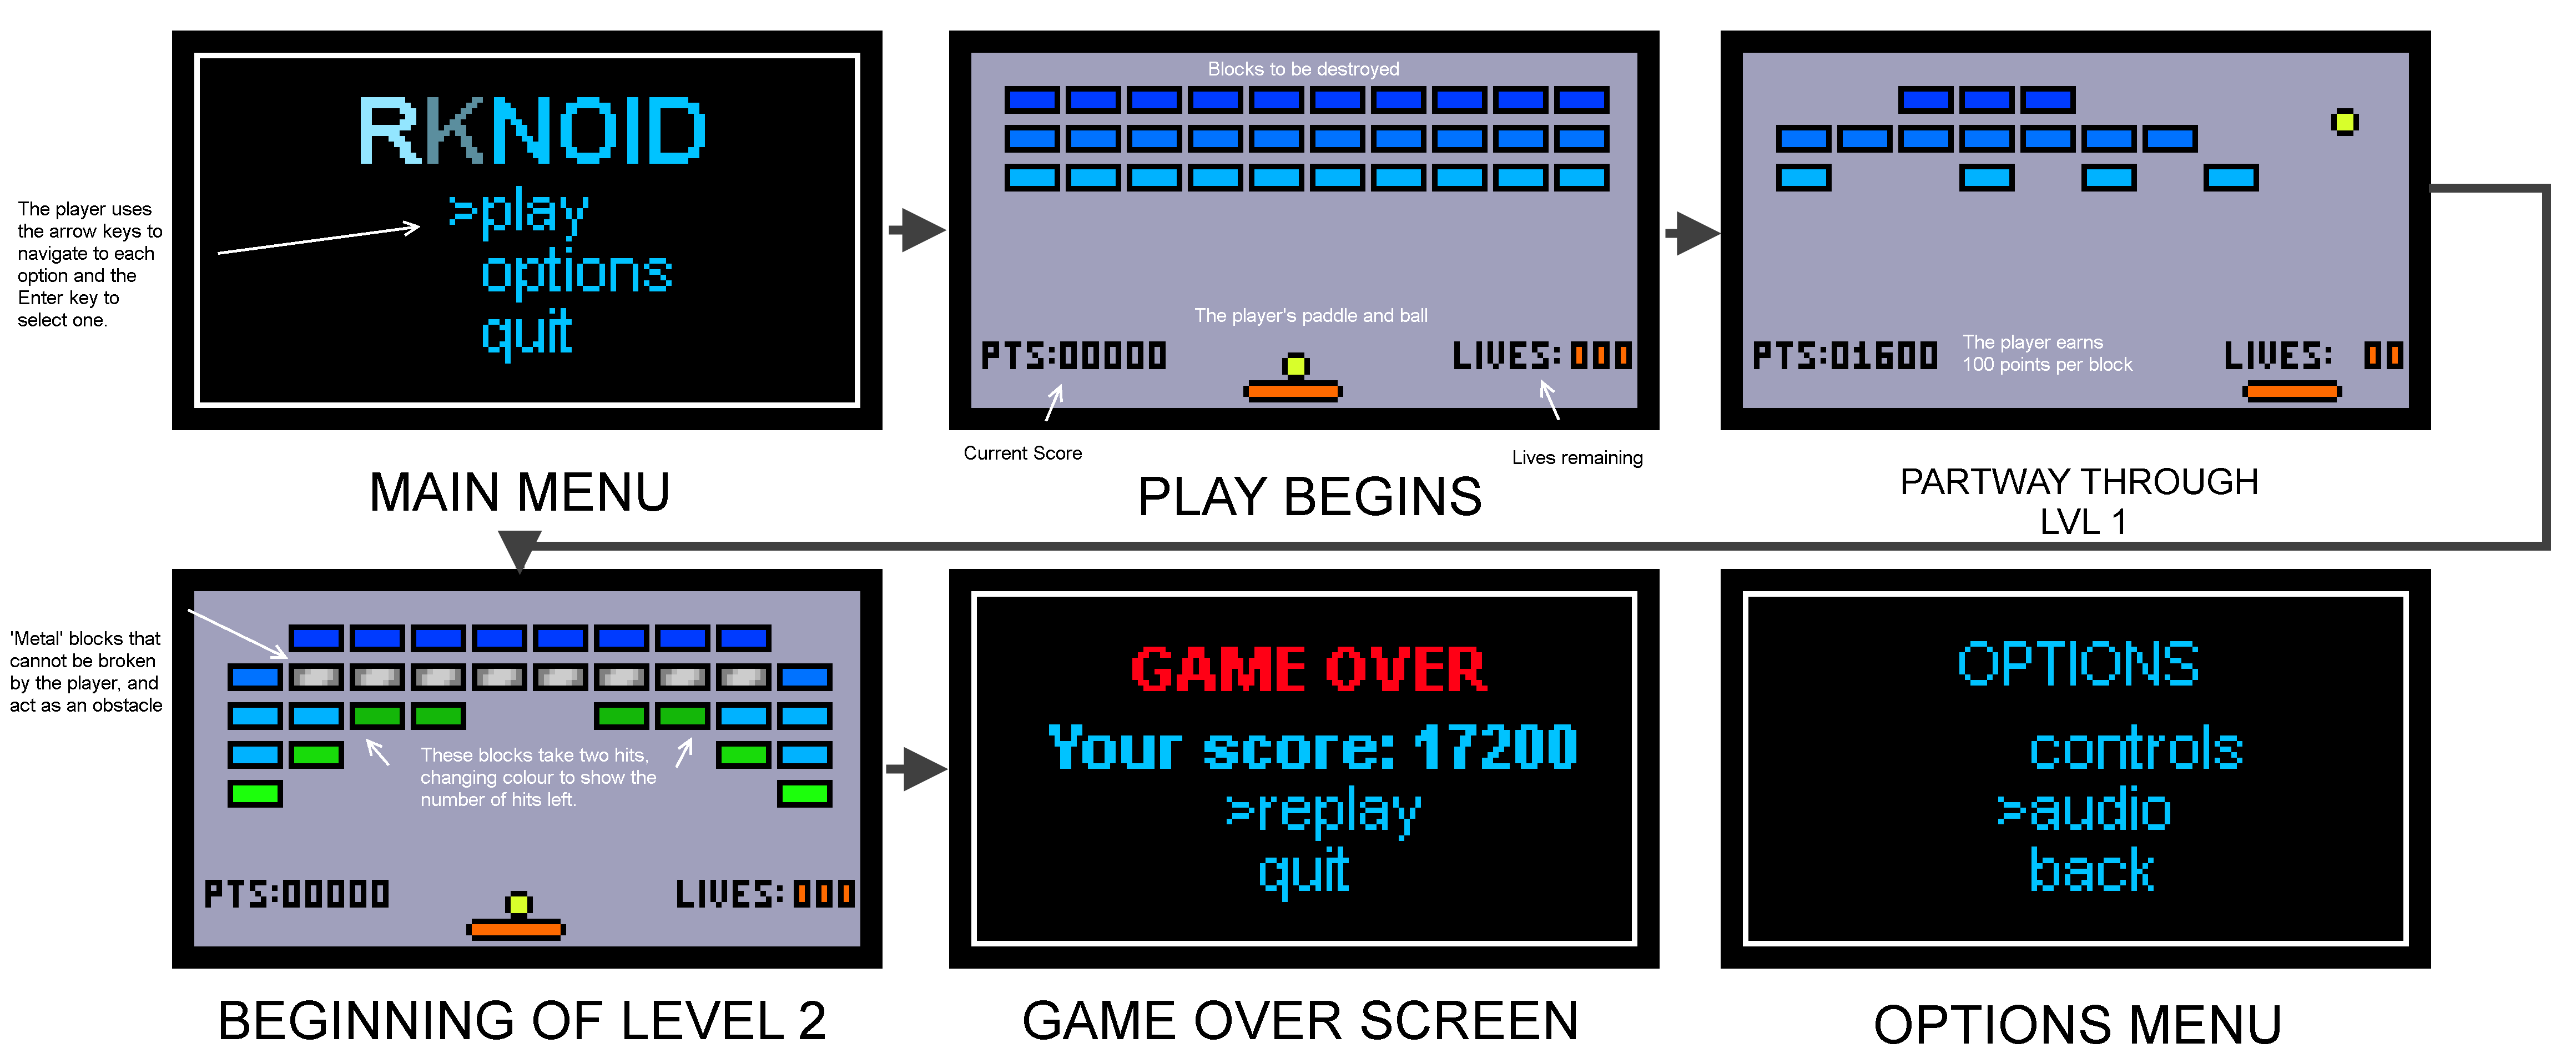 The player uses
the arrow keys to
navigate to each
option and the
Enter key to
select one.
RKNOID
>play
options
quit
MAIN MENU
Blocks to be destroyed
The player's paddle and ball
PTS:00000
LIVES:000
Current Score
Lives remaining
PLAY BEGINS
PTS:01600
The player earns
100 points per block
LIVES: 00
PARTWAY THROUGH
LVL 1
'Metal' blocks that
cannot be broken
by the player, and
act as an obstacle
These blocks take two hits,
changing colour to show the
number of hits left.
PTS:00000
LIVES:000
BEGINNING OF LEVEL 2
GAME OVER
Your score: 17200
>replay
quit
GAME OVER SCREEN
OPTIONS
controls
>audio
back
OPTIONS MENU